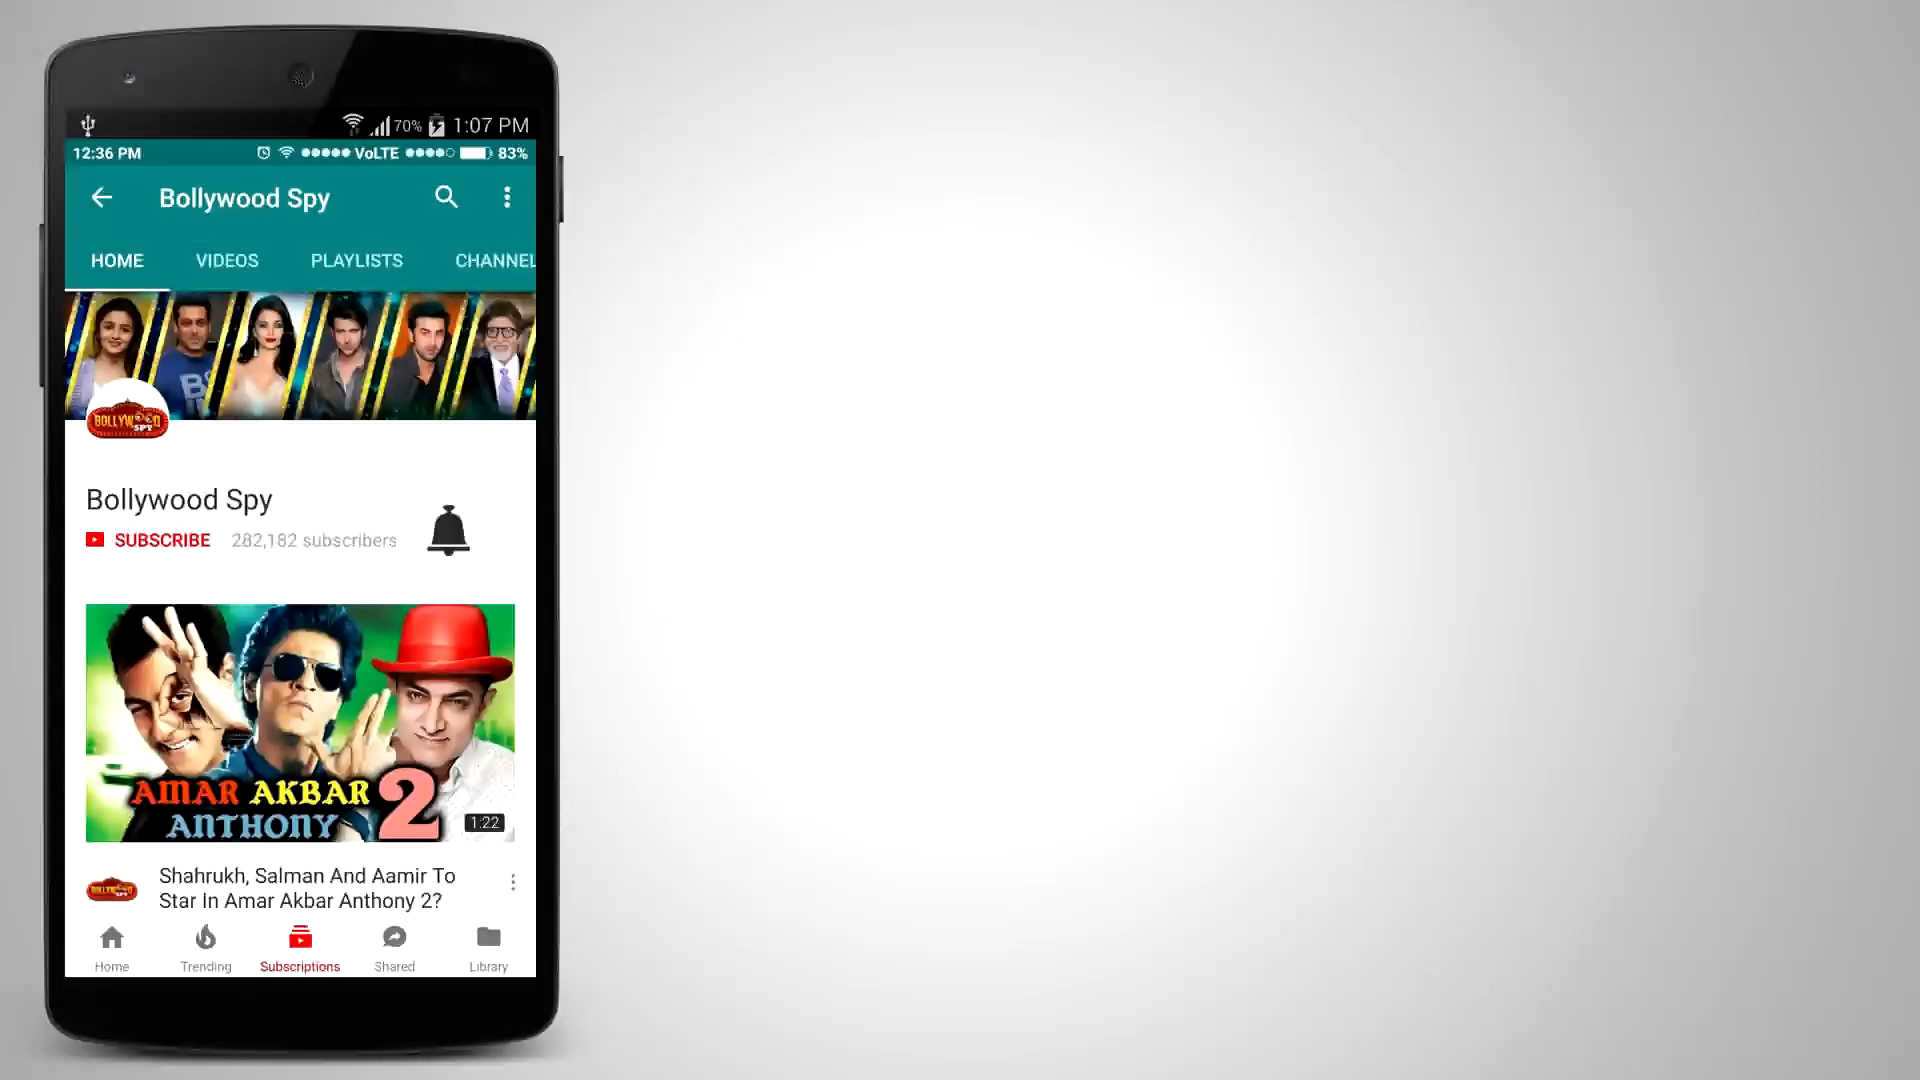 70% 1:07 PM
12:36 PM VoLTE 83%
Bollywood Spy
HOME VIDEOS PLAYLISTS CHANNEL
BOLLYWOOD
SPY
Bollywood Spy
SUBSCRIBE 282,182 subscribers
AMAR AKBAR 2
ANTHONY
1:22
Shahrukh, Salman And Aamir To
Star In Amar Akbar Anthony 2?
Home Trending Subscriptions Shared Library